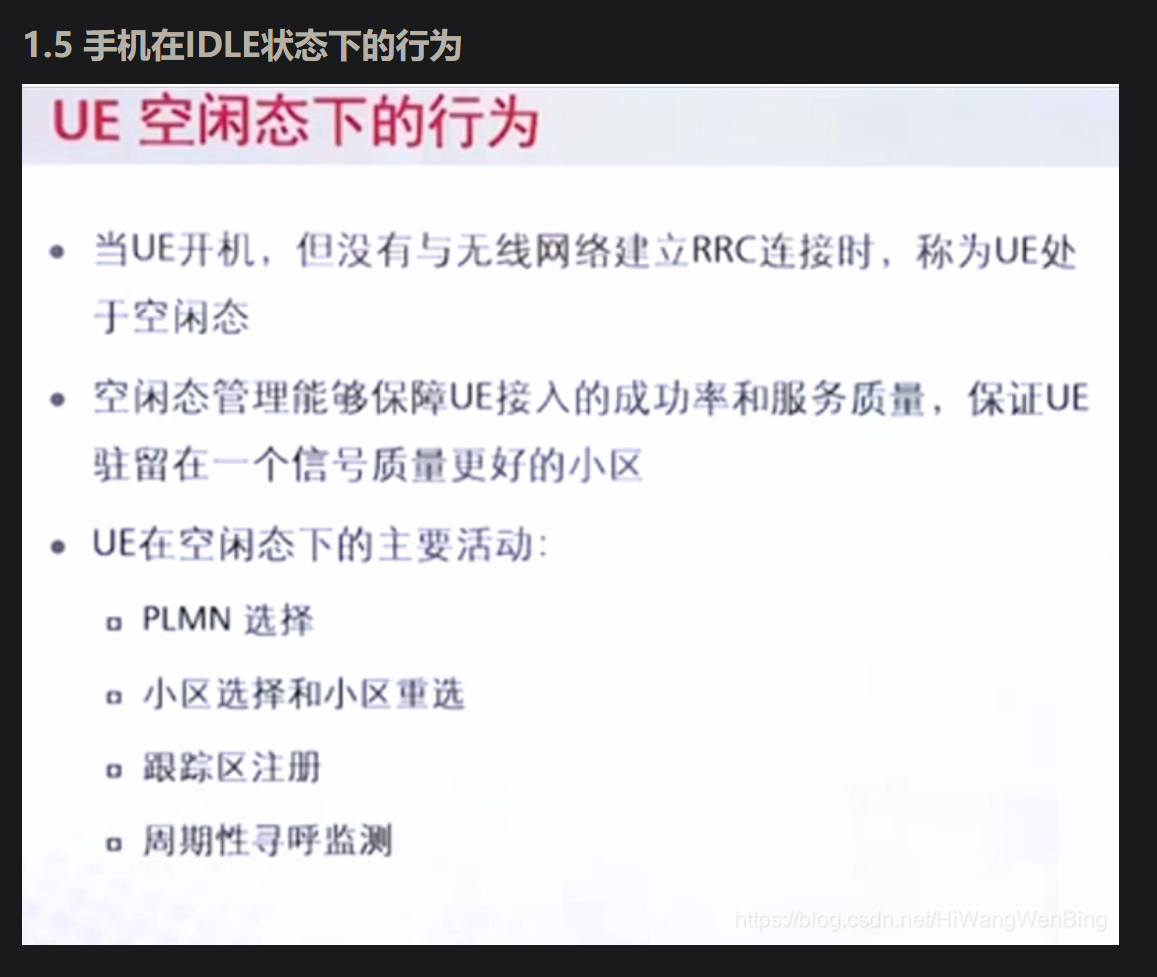 1.5 手机在IDLE状态下的行为
UE 空闲态下的行为
• 当UE开机，但没有与无线网络建立RRC连接时，称为UE处
于空闲态
• 空闲态管理能够保障UE接入的成功率和服务质量，保证UE
驻留在一个信号质量更好的小区
• UE在空闲态下的主要活动：
▫ PLMN 选择
▫ 小区选择和小区重选
▫ 跟踪区注册
▫ 周期性寻呼监测
https://blog.csdn.net/HiWangWenBing